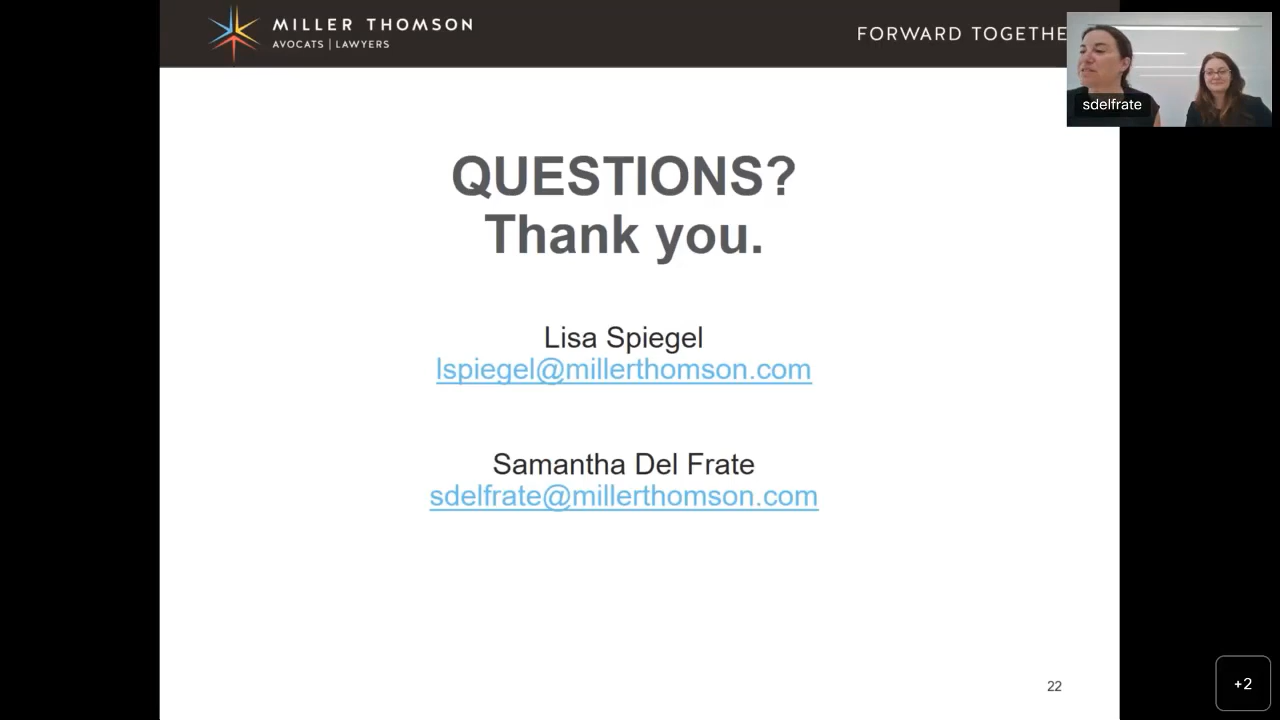 MILLER THOMSON
AVOCATS | LAWYERS
FORWARD TOGETHE
sdelfrate
QUESTIONS?
Thank you.
Lisa Spiegel
lspiegel@millerthomson.com
Samantha Del Frate
sdelfrate@millerthomson.com
22
+2